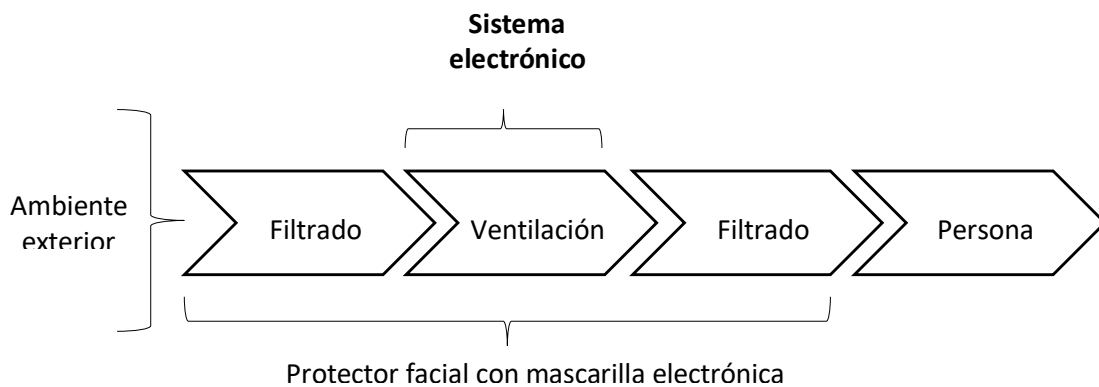 Sistema
electrónico
Ambiente
exterior
Filtrado
Ventilación
Filtrado
Persona
Protector facial con mascarilla electrónica